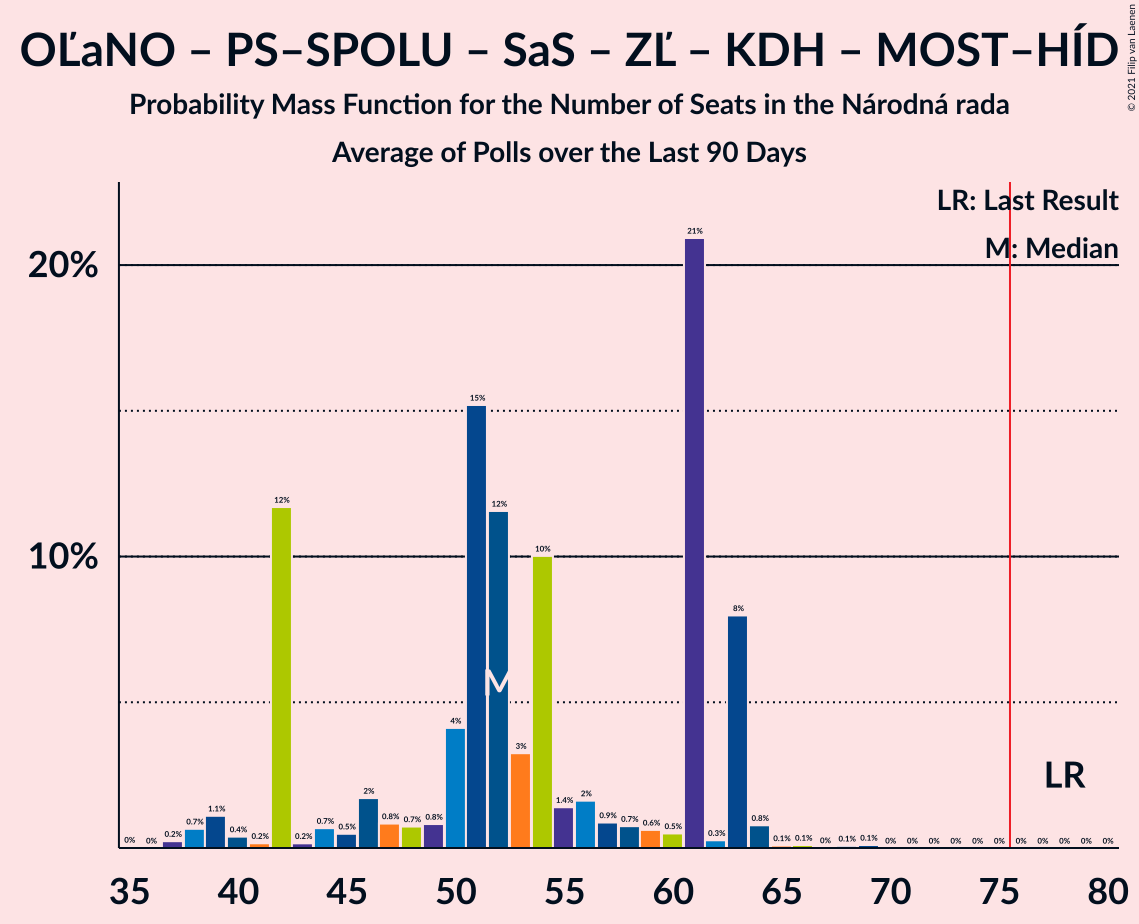 OĽaNO – PS–SPOLU – SaS – ZĽ – KDH – MOST–HÍD
Probability Mass Function for the Number of Seats in the Národná rada
Average of Polls over the Last 90 Days
© 2021 Filip van Laenen
LR: Last Result
M: Median
20%
10%
0% 0% 0.2% 0.7% 1.1% 0.4% 0.2% 12% 0.2% 0.7% 0.5% 2% 0.8% 0.7% 0.8% 4% 15% 12% 3% 10% 1.4% 2% 0.9% 0.7% 0.6% 0.5% 21% 0.3% 8% 0.8% 0.1% 0.1% 0% 0.1% 0.1% 0% 0% 0% 0% 0% 0% 0% 0% 0% 0% 0%
M
LR
35 40 45 50 55 60 65 70 75 80